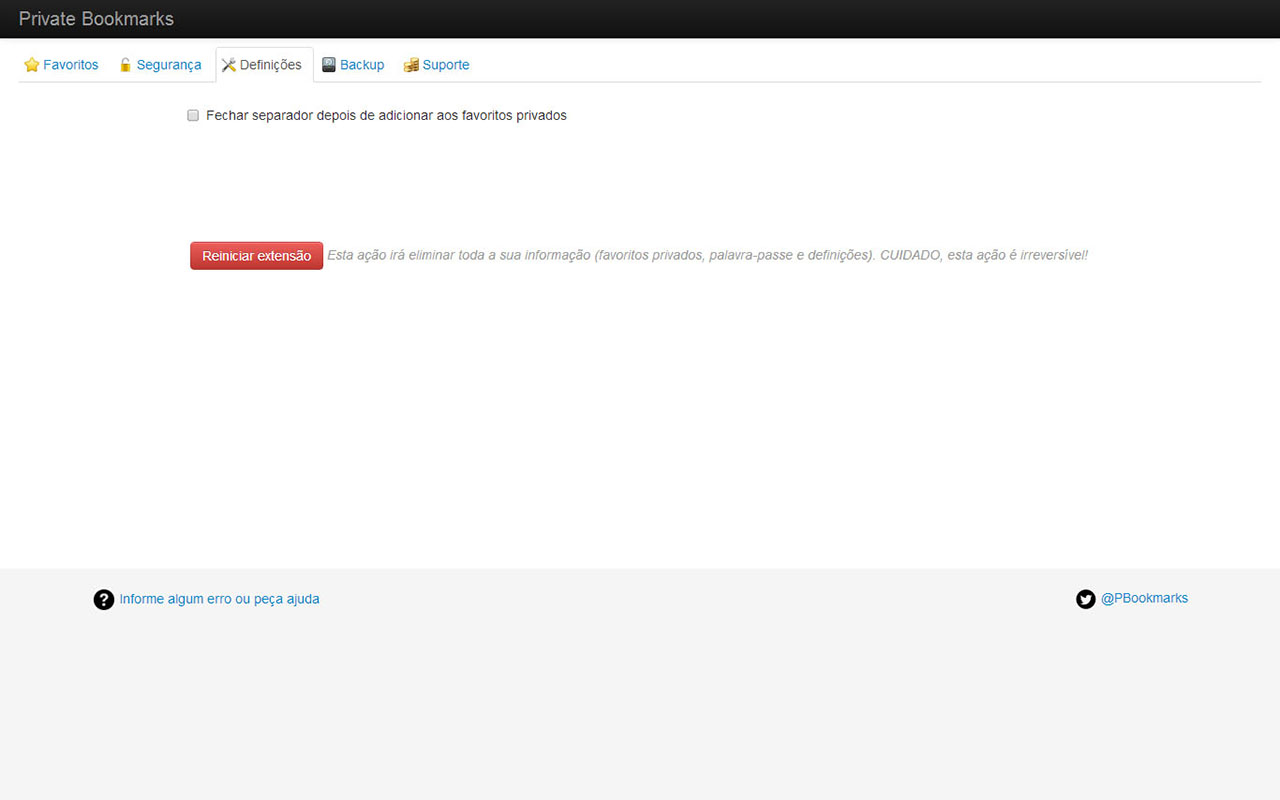 Private Bookmarks
Favoritos Segurança Definições Backup Suporte
Fechar separador depois de adicionar aos favoritos privados
Reiniciar extensão Esta ação irá eliminar toda a sua informação (favoritos privados, palavra-passe e definições). CUIDADO, esta ação é irreversível!
? Informe algum erro ou peça ajuda @PBookmarks